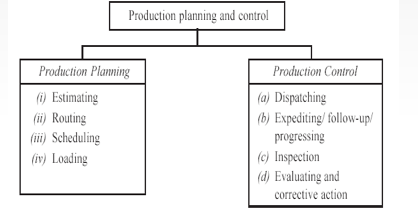 Production planning and control
Production Planning
(i) Estimating
(ii) Routing
(iii) Scheduling
(iv) Loading
Production Control
(a) Dispatching
(b) Expediting/ follow-up/
progressing
(c) Inspection
(d) Evaluating and
corrective action